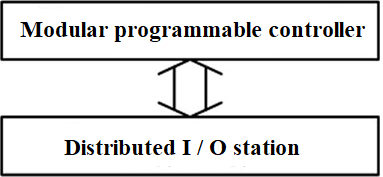 Modular programmable controller
Distributed I / O station